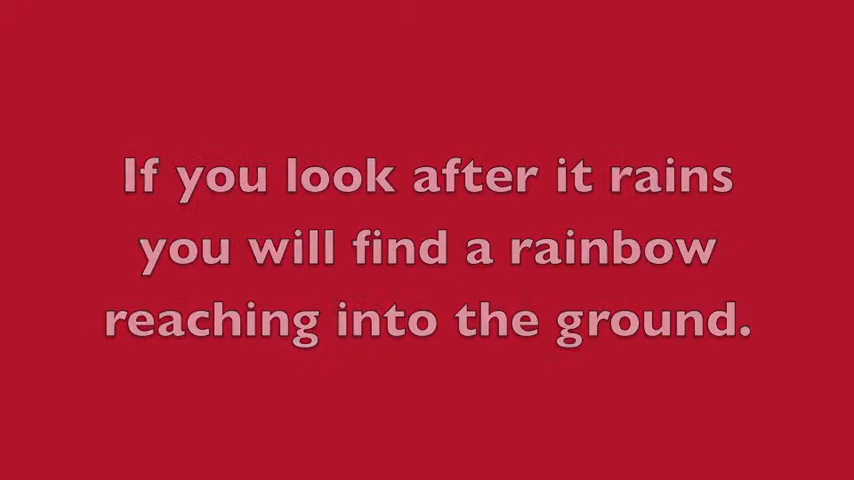 If you look after it rains
you will find a rainbow
reaching into the ground.